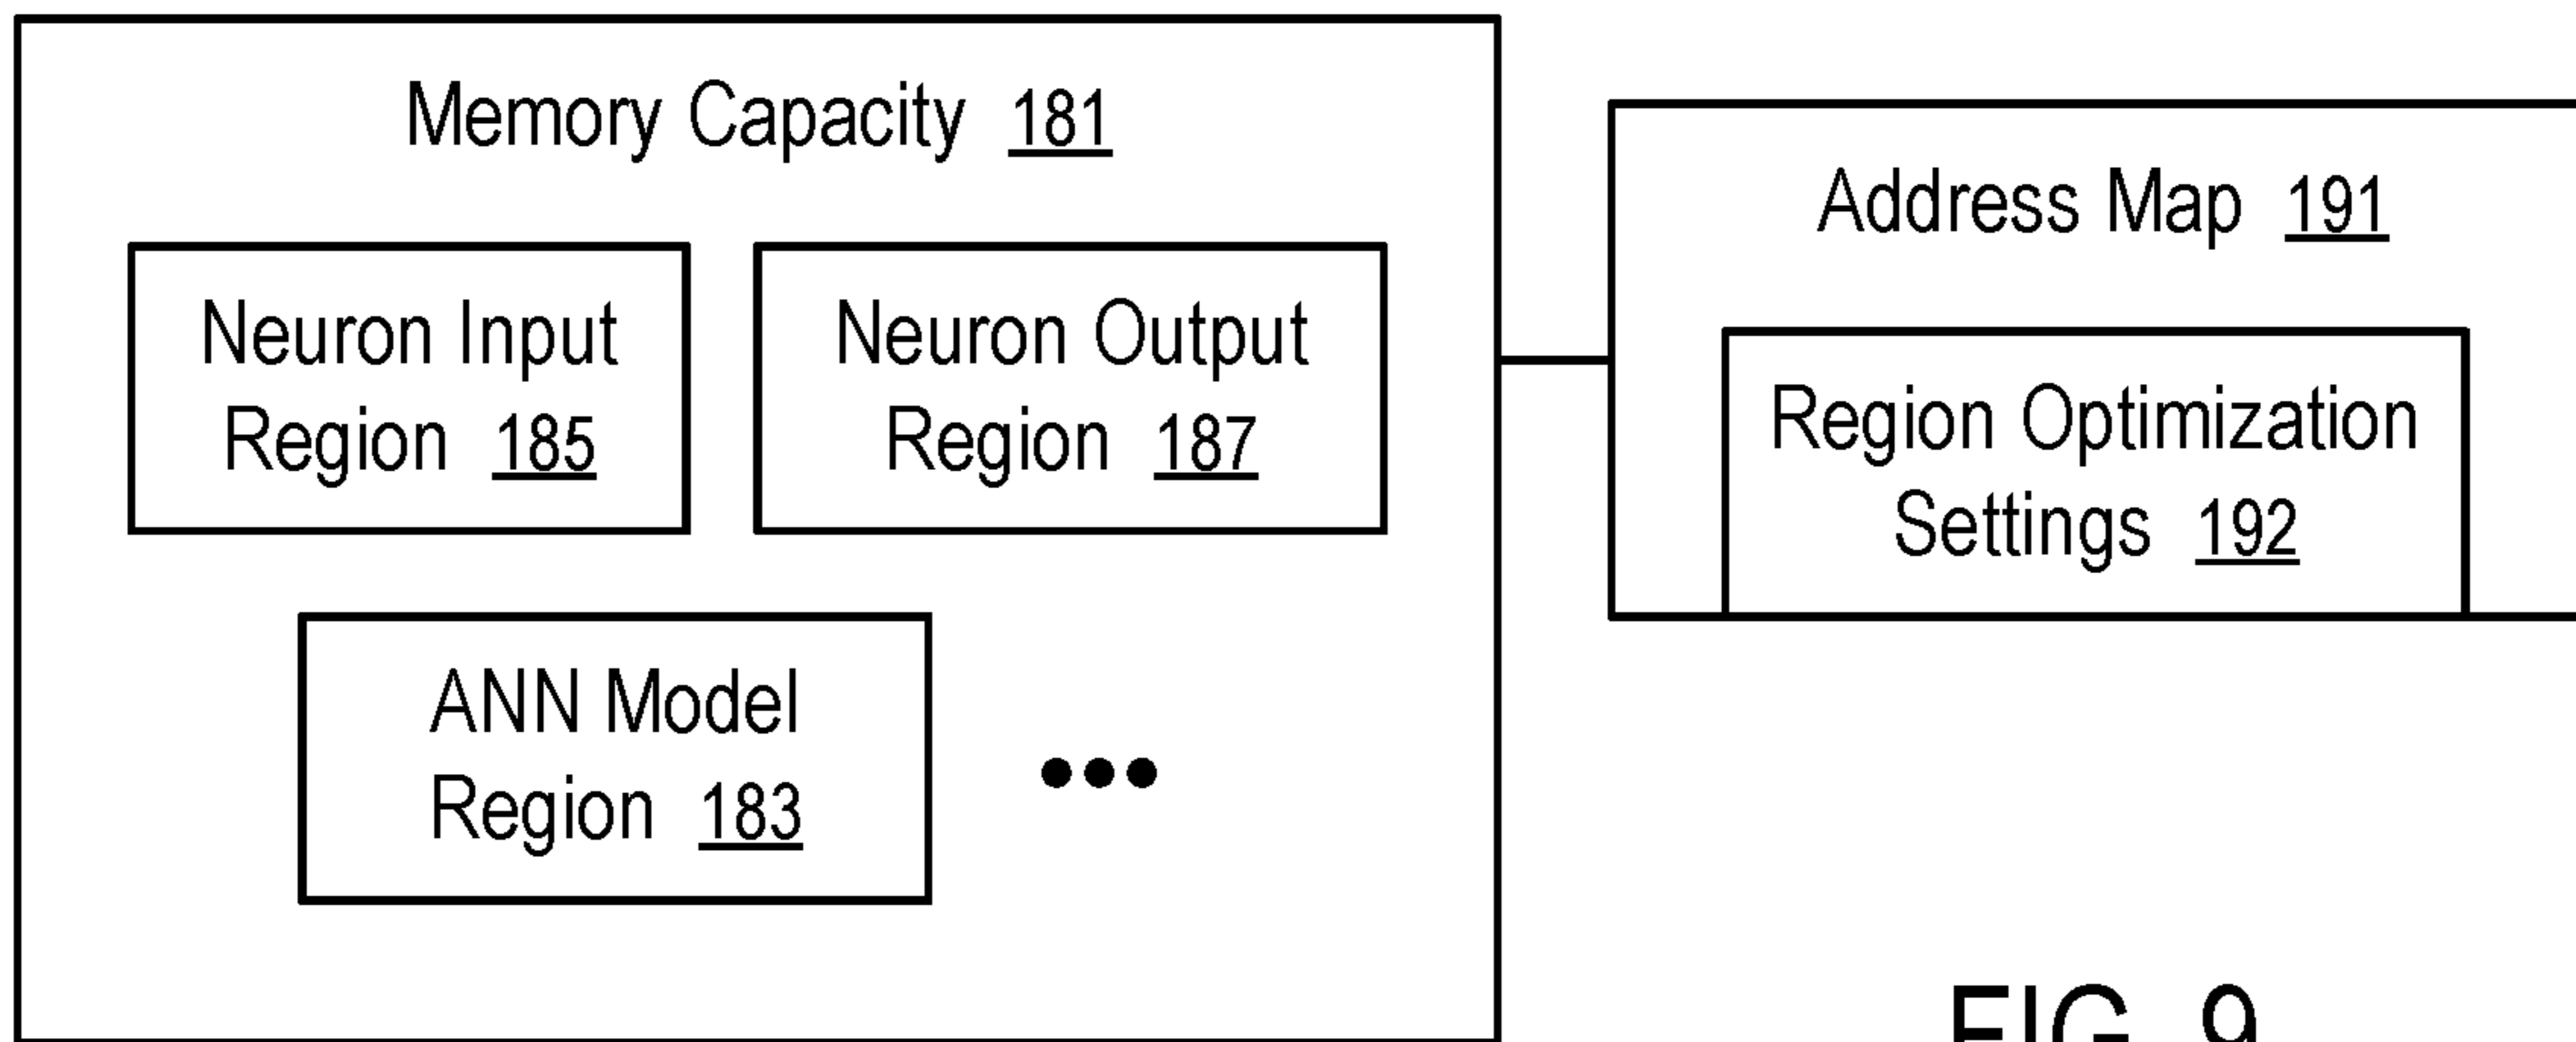 Memory Capacity 181
Neuron Input
Region 185
Neuron Output
Region 187
ANN Model
Region 183
Address Map 191
Region Optimization
Settings 192
FIG. 9